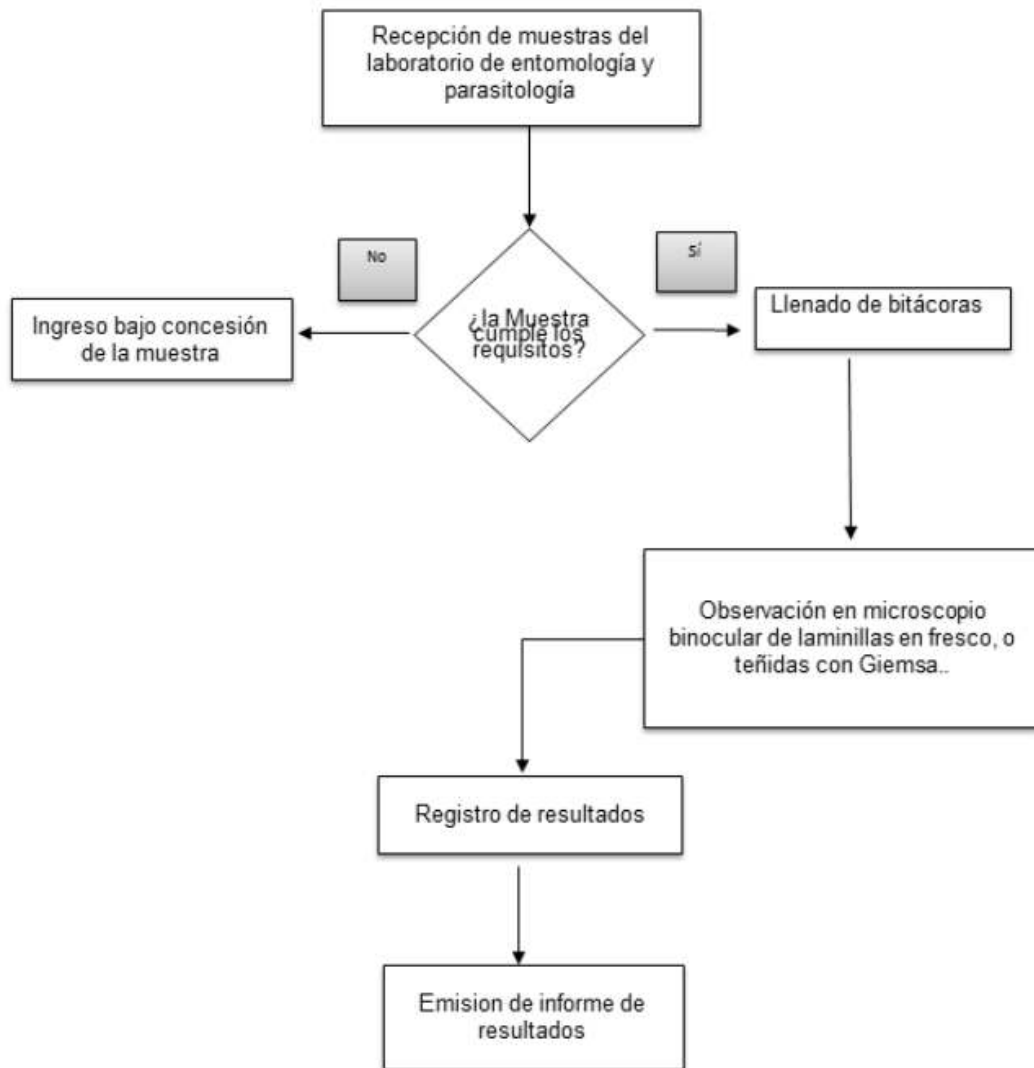 Recepción de muestras del
laboratorio de entomología y
parasitología
No
Sí
Ingreso bajo concesión
de la muestra
¿la Muestra
cumple los
requisitos?
Llenado de bitácoras
Observación en microscopio
binocular de laminillas en fresco, o
teñidas con Giemsa..
Registro de resultados
Emision de informe de
resultados